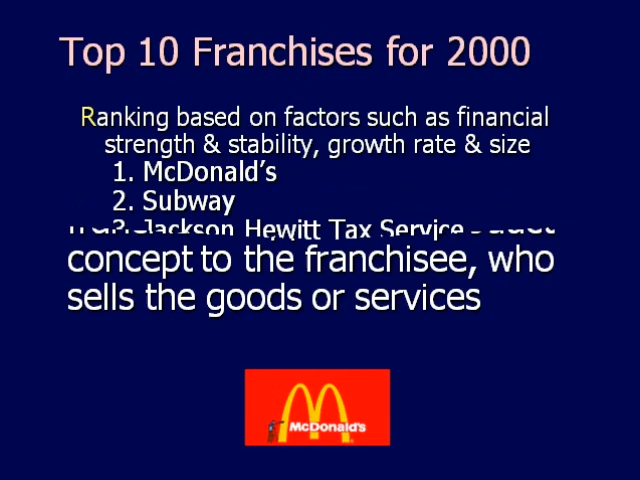 Top 10 Franchises for 2000
Ranking based on factors such as financial
strength & stability, growth rate & size
1. McDonald's
2. Subway
3. Jackson Hewitt Tax Service
concept to the franchisee, who
sells the goods or services
McDonald's